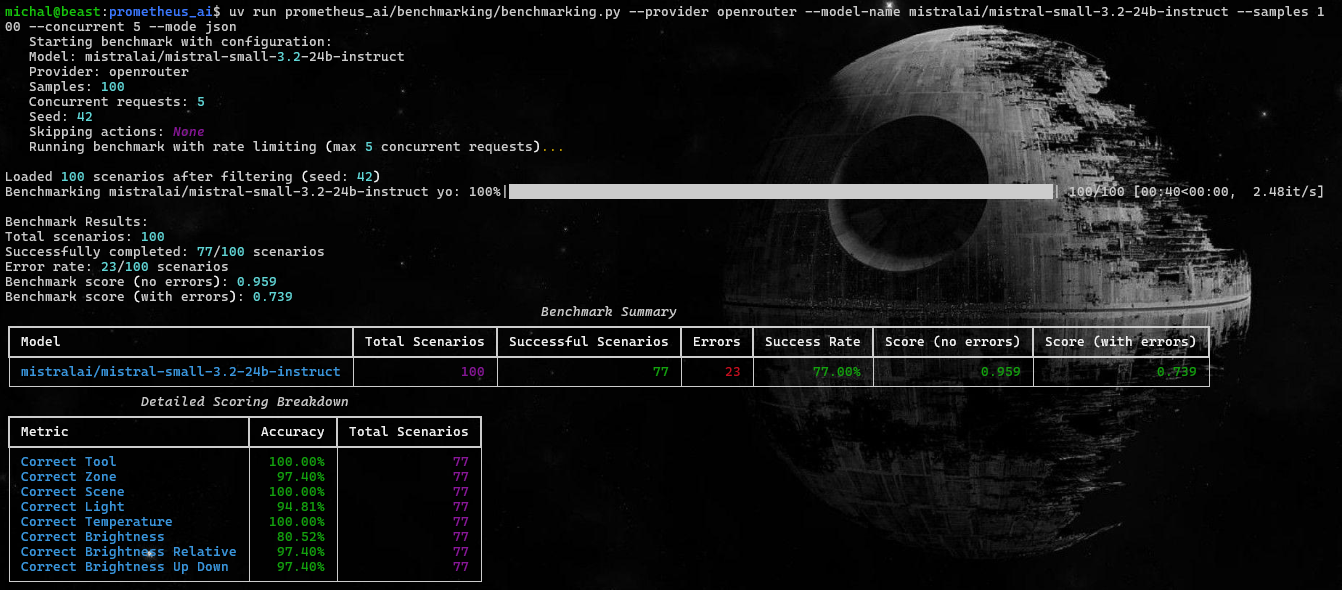 michal@beast:prometheus_ai$ uv run prometheus_ai/benchmarking/benchmarking.py --provider openrouter --model-name mistralai/mistral-small-3.2-24b-instruct --samples 1
00 --concurrent 5 --mode json
Starting benchmark with configuration:
Model: mistralai/mistral-small-3.2-24b-instruct
Provider: openrouter
Samples: 100
Concurrent requests: 5
Seed: 42
Skipping actions: None
Running benchmark with rate limiting (max 5 concurrent requests)...
Loaded 100 scenarios after filtering (seed: 42)
Benchmarking mistralai/mistral-small-3.2-24b-instruct yo: 100%| | 100/100 [00:40<00:00, 2.48it/s]
Benchmark Results:
Total scenarios: 100
Successfully completed: 77/100 scenarios
Error rate: 23/100 scenarios
Benchmark score (no errors): 0.959
Benchmark score (with errors): 0.739
Benchmark Summary
Model Total Scenarios Successful Scenarios Errors Success Rate Score (no errors) Score (with errors)
mistralai/mistral-small-3.2-24b-instruct 100 77 23 77.00% 0.959 0.739
Detailed Scoring Breakdown
Metric Accuracy Total Scenarios
Correct Tool 100.00% 77
Correct Zone 97.40% 77
Correct Scene 100.00% 77
Correct Light 94.81% 77
Correct Temperature 100.00% 77
Correct Brightness 80.52% 77
Correct Brightness Relative 97.40% 77
Correct Brightness Up Down 97.40% 77